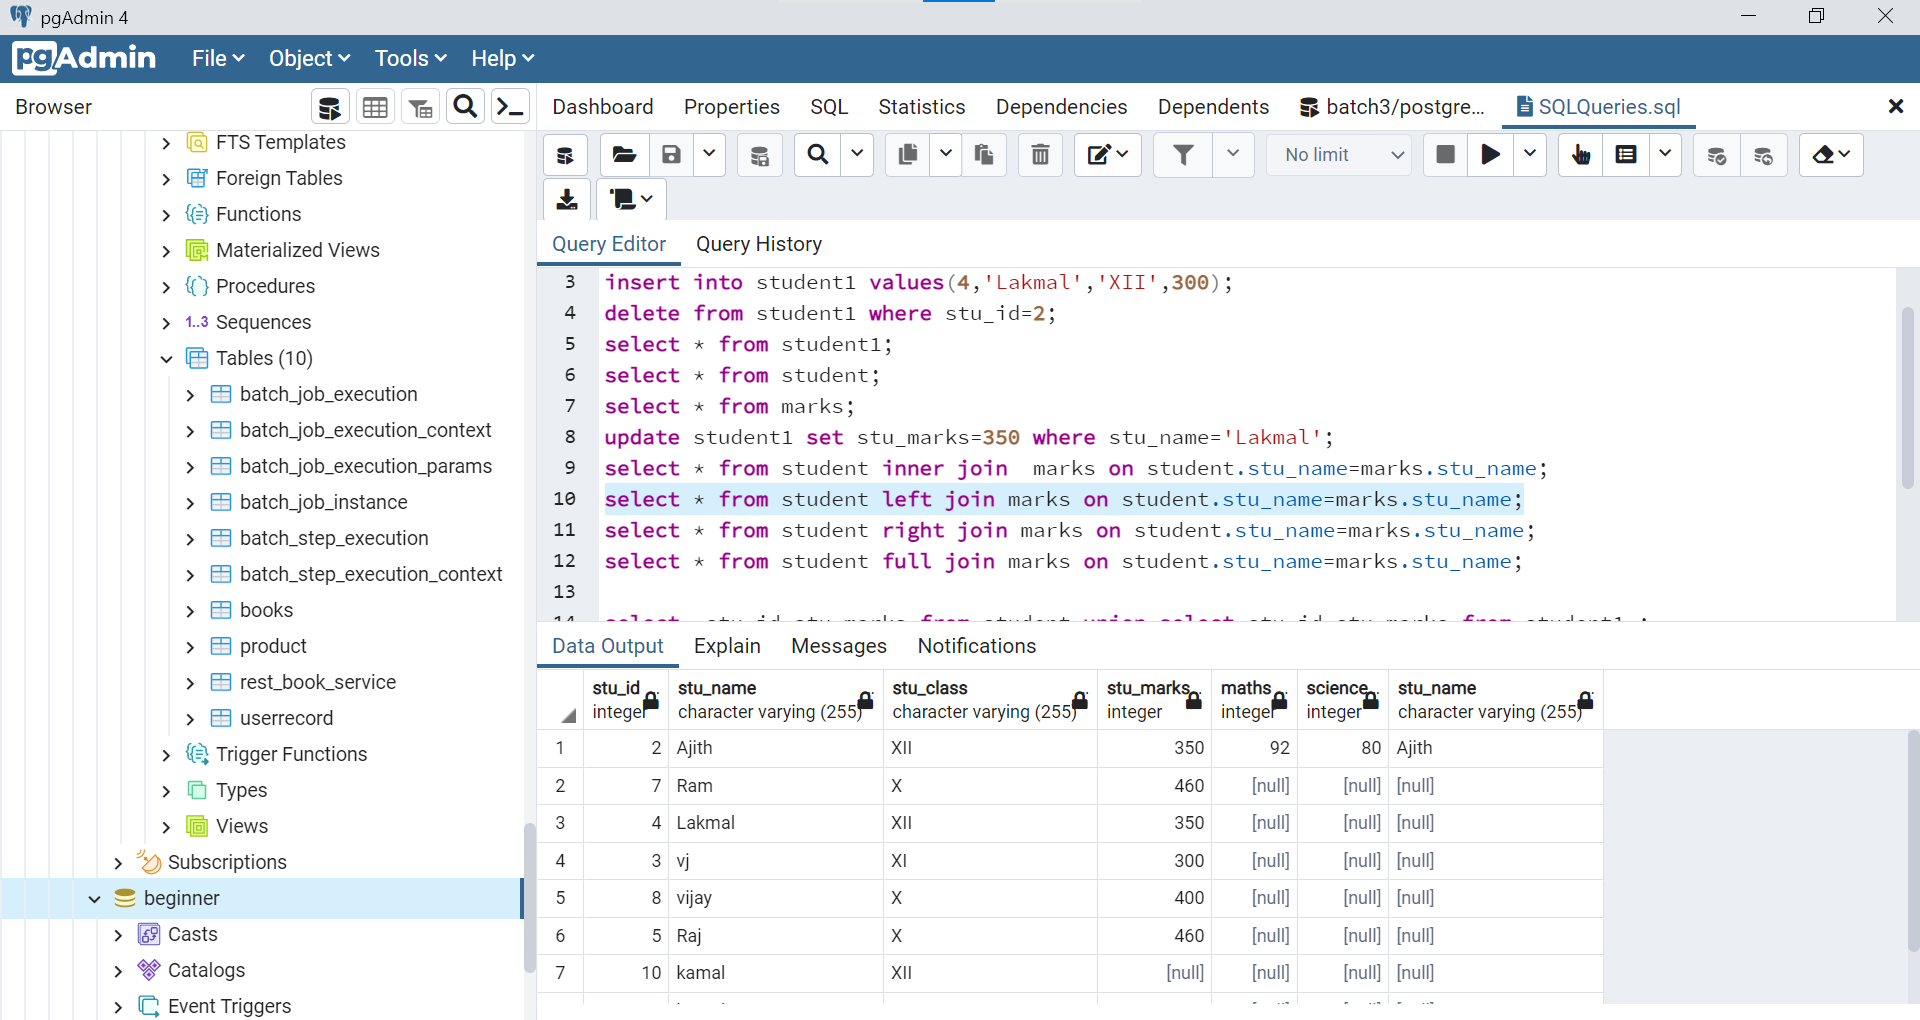 pgAdmin 4
pgAdmin File Object Tools Help
Browser
FTS Templates
Foreign Tables
Functions
Materialized Views
Procedures
1..3 Sequences
Tables (10)
batch_job_execution
batch_job_execution_context
batch_job_execution_params
batch_job_instance
batch_step_execution
batch_step_execution_context
books
product
rest_book_service
userrecord
Trigger Functions
Types
Views
Subscriptions
beginner
Casts
Catalogs
Event Triggers
Dashboard Properties SQL Statistics Dependencies Dependents batch3/postgre... SQLQueries.sql
No limit
Query Editor Query History
3 insert into student1 values(4,'Lakmal','XII',300);
4 delete from student1 where stu_id=2;
5 select * from student1;
6 select * from student;
7 select * from marks;
8 update student1 set stu_marks=350 where stu_name='Lakmal';
9 select * from student inner join  marks on student.stu_name=marks.stu_name;
10 select * from student left join marks on student.stu_name=marks.stu_name;
11 select * from student right join marks on student.stu_name=marks.stu_name;
12 select * from student full join marks on student.stu_name=marks.stu_name;
13
Data Output Explain Messages Notifications
stu_id stu_name stu_class stu_marks maths science stu_name
integer character varying (255) character varying (255) integer integer integer character varying (255)
1 2 Ajith XII 350 92 80 Ajith
2 7 Ram X 460 [null] [null] [null]
3 4 Lakmal XII 350 [null] [null] [null]
4 3 vj XI 300 [null] [null] [null]
5 8 vijay X 400 [null] [null] [null]
6 5 Raj X 460 [null] [null] [null]
7 10 kamal XII [null] [null] [null] [null]